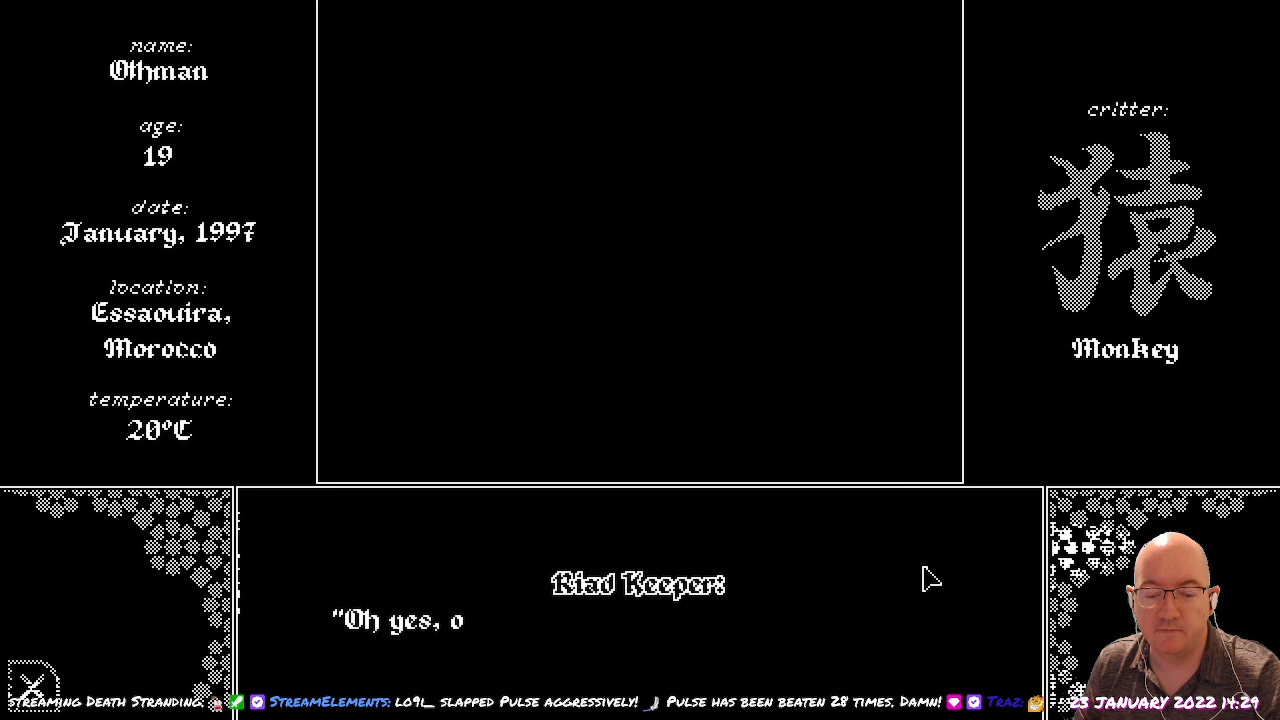 name:
Othman
age:
19
date:
January, 1997
location:
Essaouira,
Morocco
temperature:
20°C
critter:
猿
Monkey
Riad Keeper:
"Oh yes, o
streaming Death Stranding. StreamElements: lo9i_ slapped Pulse aggressively! Pulse has been beaten 28 times. Damn! Traz:
23 January 2022 14:29